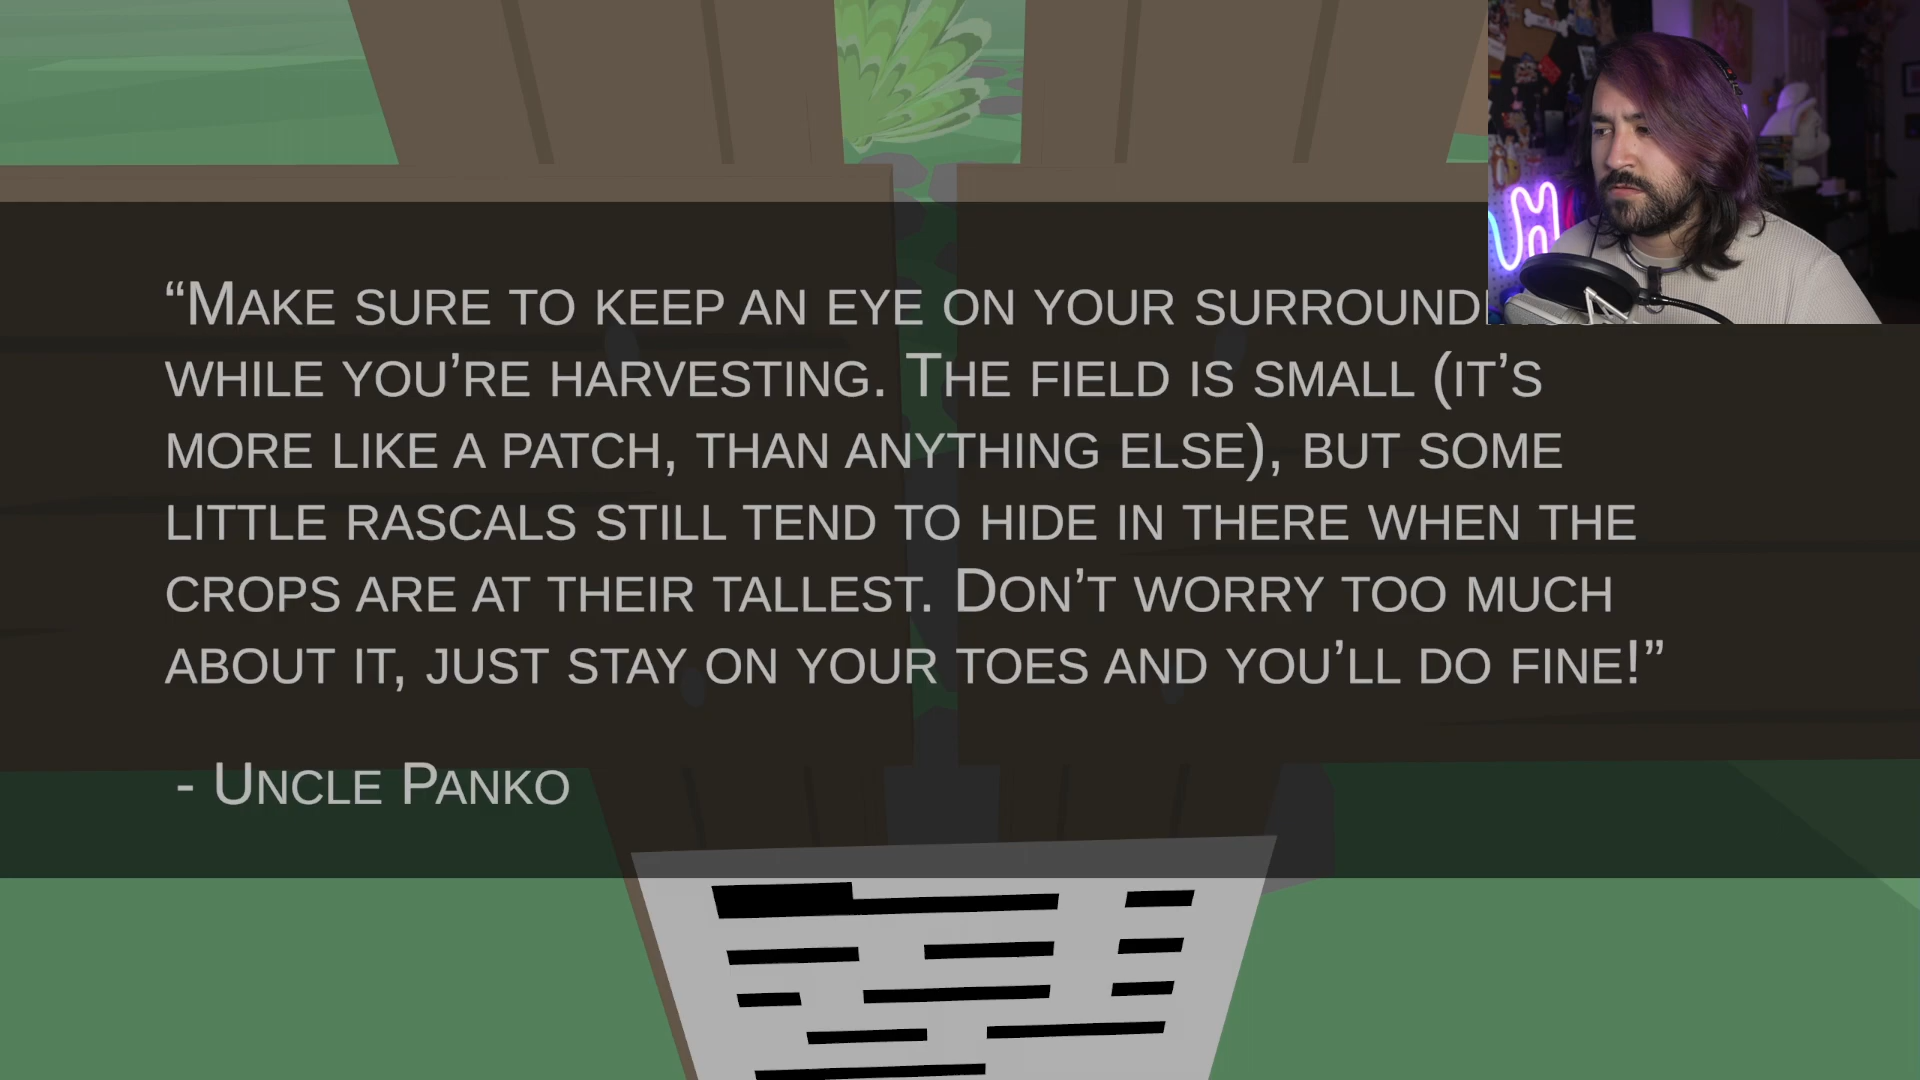 “Make sure to keep an eye on your
while you’re harvesting. The field is small (it’s
more like a patch, than anything else), but some
little rascals still tend to hide in there when the
crops are at their tallest. Don’t worry too much
about it, just stay on your toes and you’ll do fine!”
- Uncle Panko